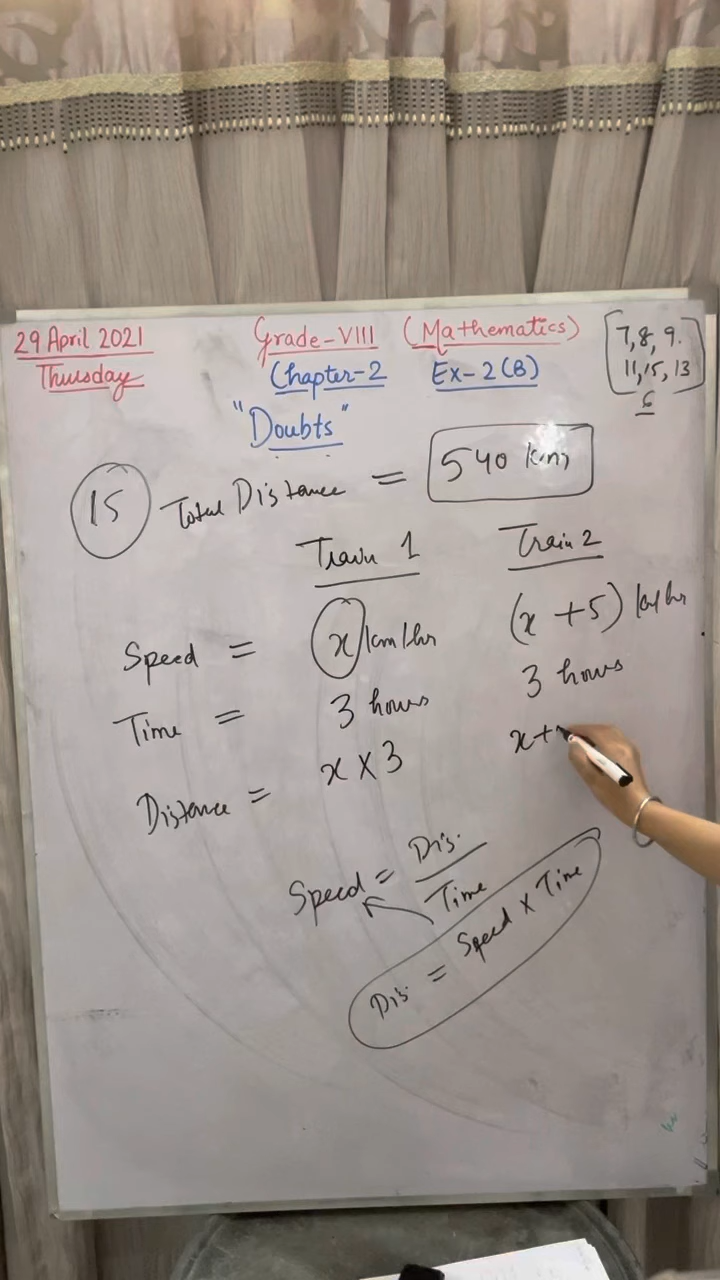 29 April 2021 Grade-VIII (Mathematics) 7, 8, 9.
Thursday Chapter-2 Ex-2(B) 11, 15, 13
"Doubts" 6
15 Total Distance = 540 km
Train 1 Train 2
Speed = x km/hr (x +5) km/hr
Time = 3 hours 3 hours
Distance = x × 3 x+
Speed = Dis. / Time
Dis. = Speed × Time